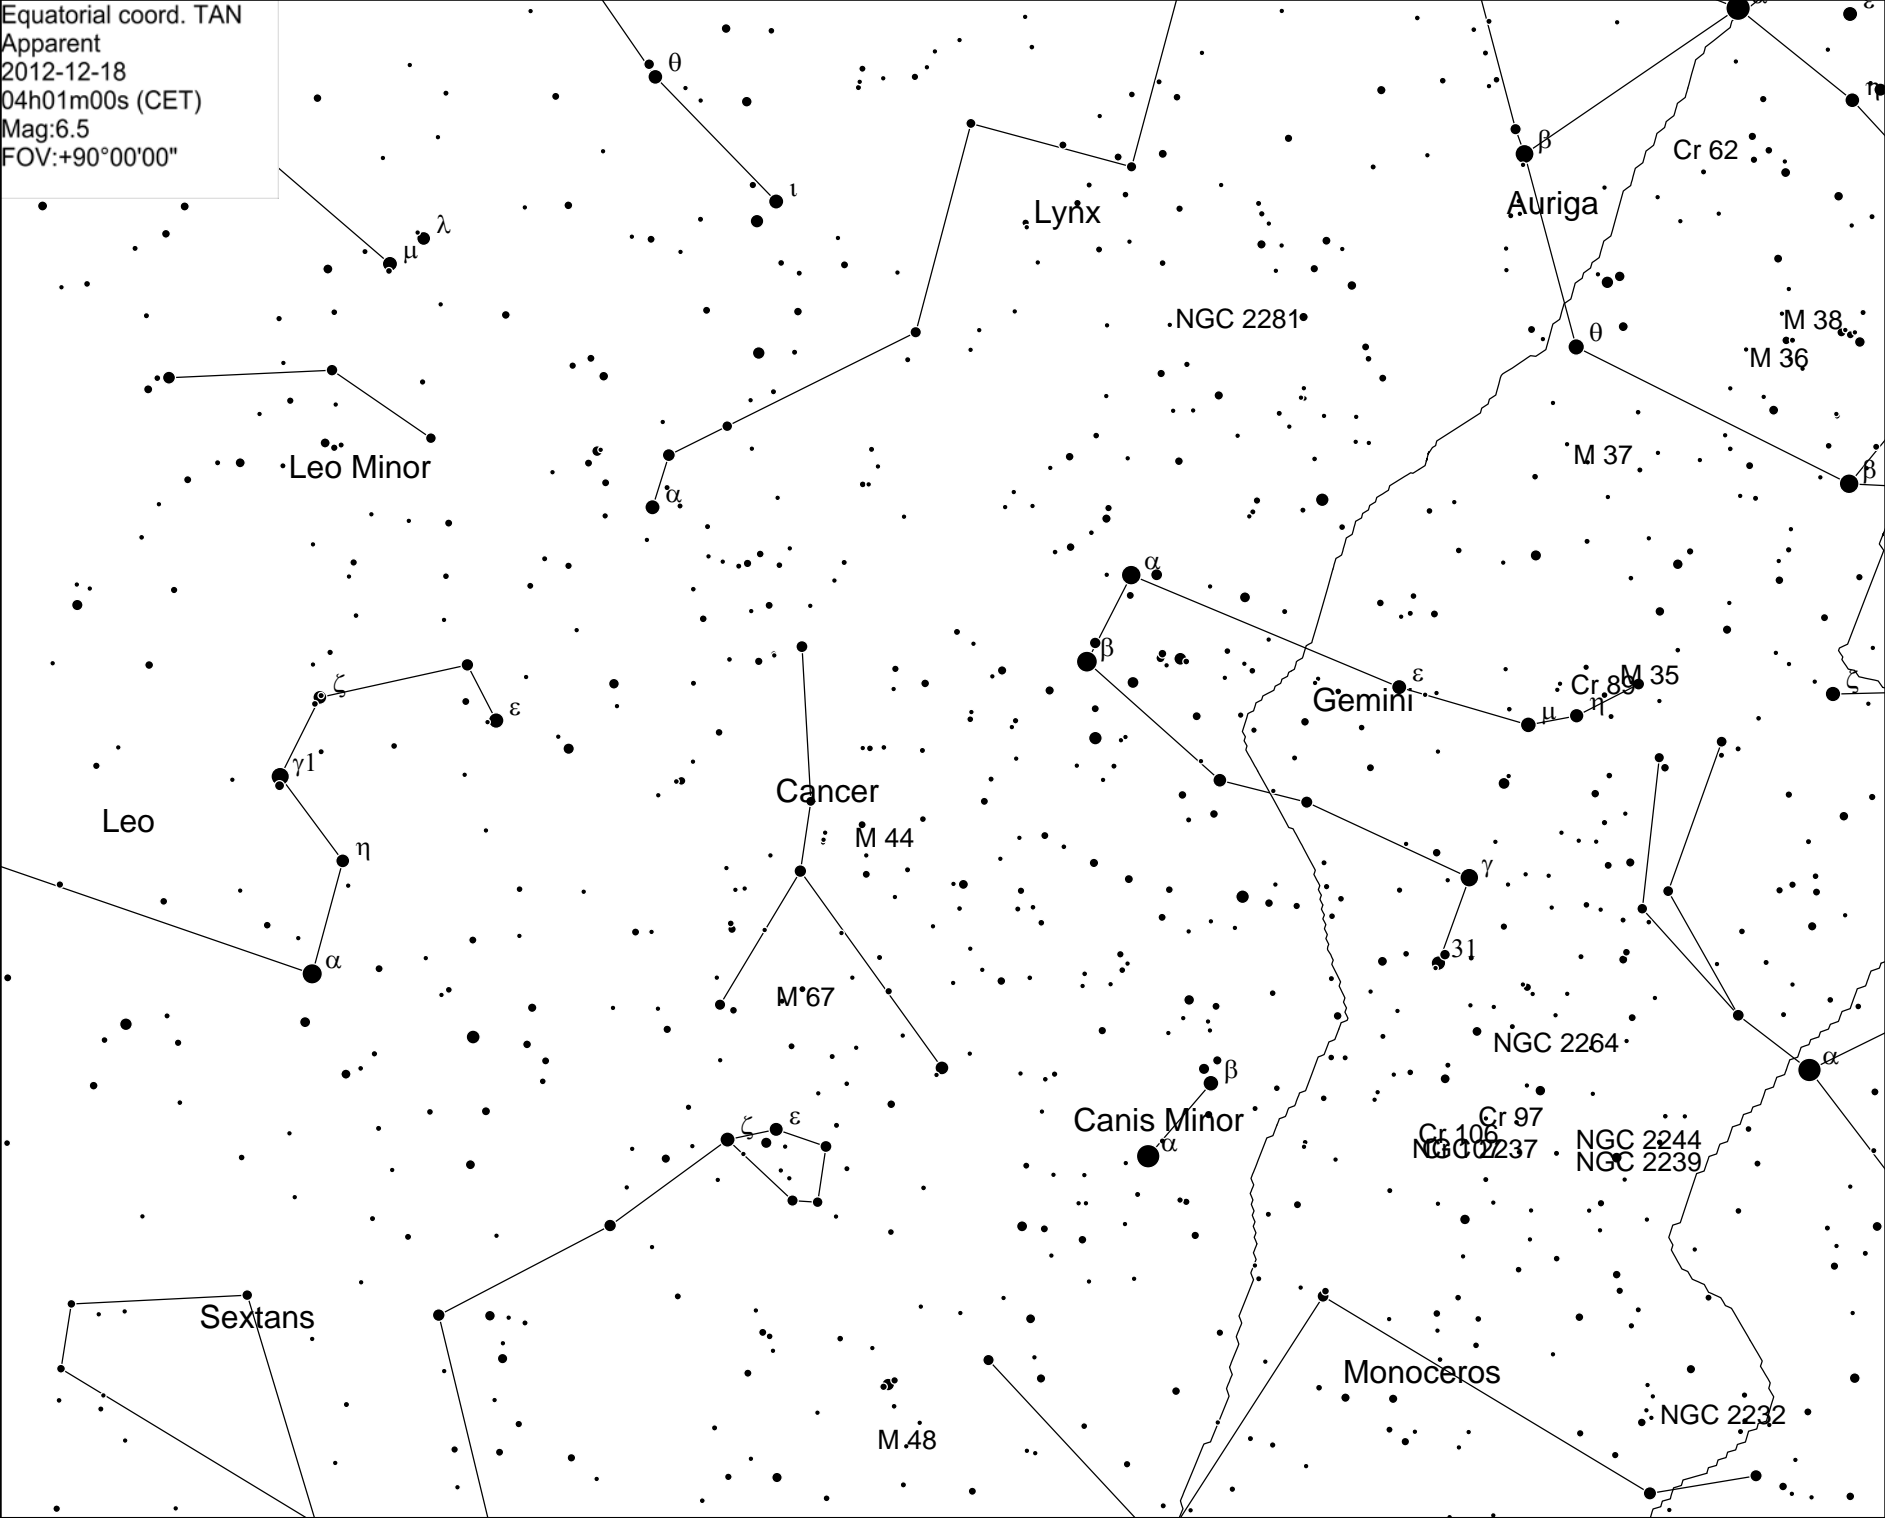 Equatorial coord. TAN
Apparent
2012-12-18
04h01m00s (CET)
Mag:6.5
FOV:+90°00'00"
α
ε
θ
η
β
Cr 62
ι
Lynx
Auriga
λ
μ
NGC 2281
M 38
θ
M 36
M 37
Leo Minor
β
α
α
β
ζ
ε
Gemini
ε
Cr 89
M 35
μ
η
ζ
γ1
Cancer
Leo
M 44
η
γ
31
α
M 67
NGC 2264
α
β
Canis Minor
α
Cr 97
Cr 106
NGC 2237
Cr 107
NGC 2244
NGC 2239
ζ
ε
Sextans
Monoceros
NGC 2232
M 48